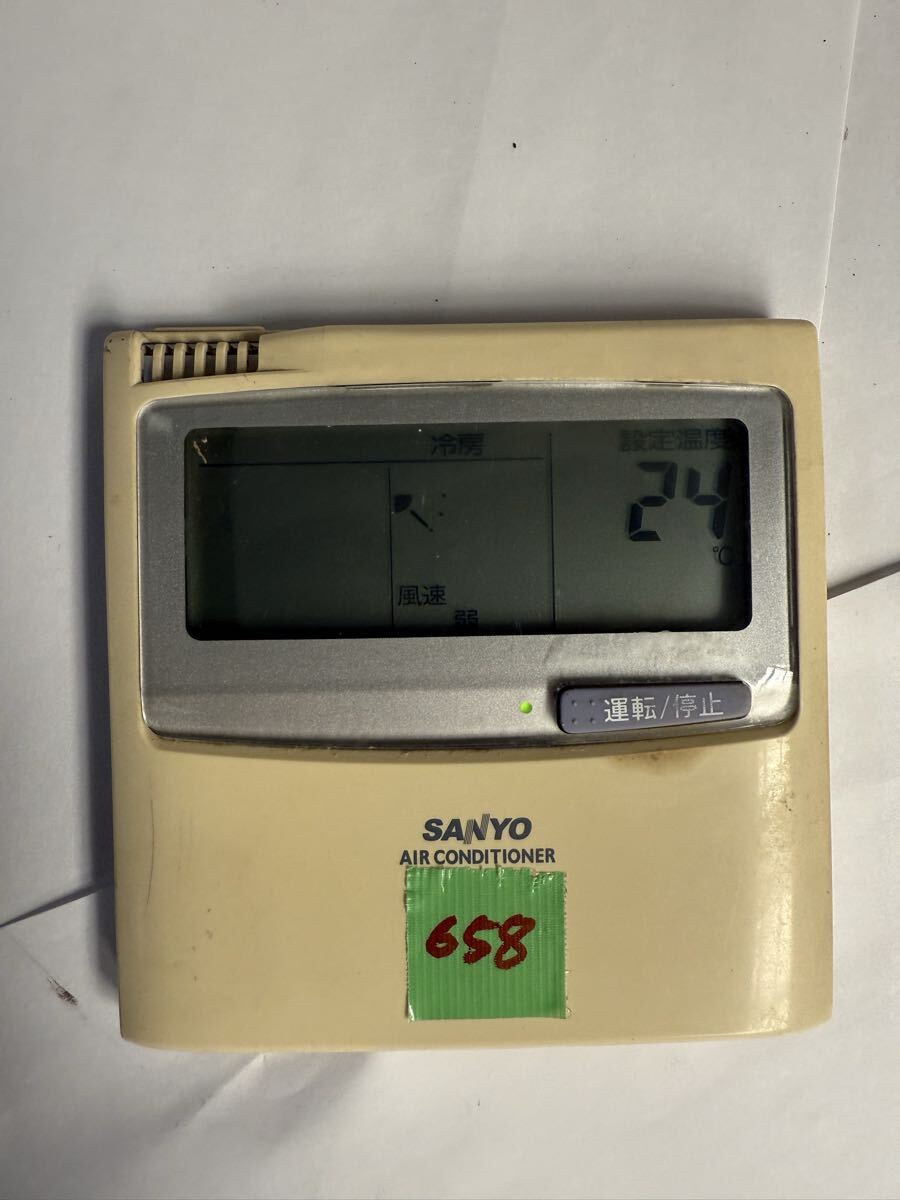 冷房
設定温度
24
℃
風速
弱
運転/停止
SANYO
AIR CONDITIONER
658